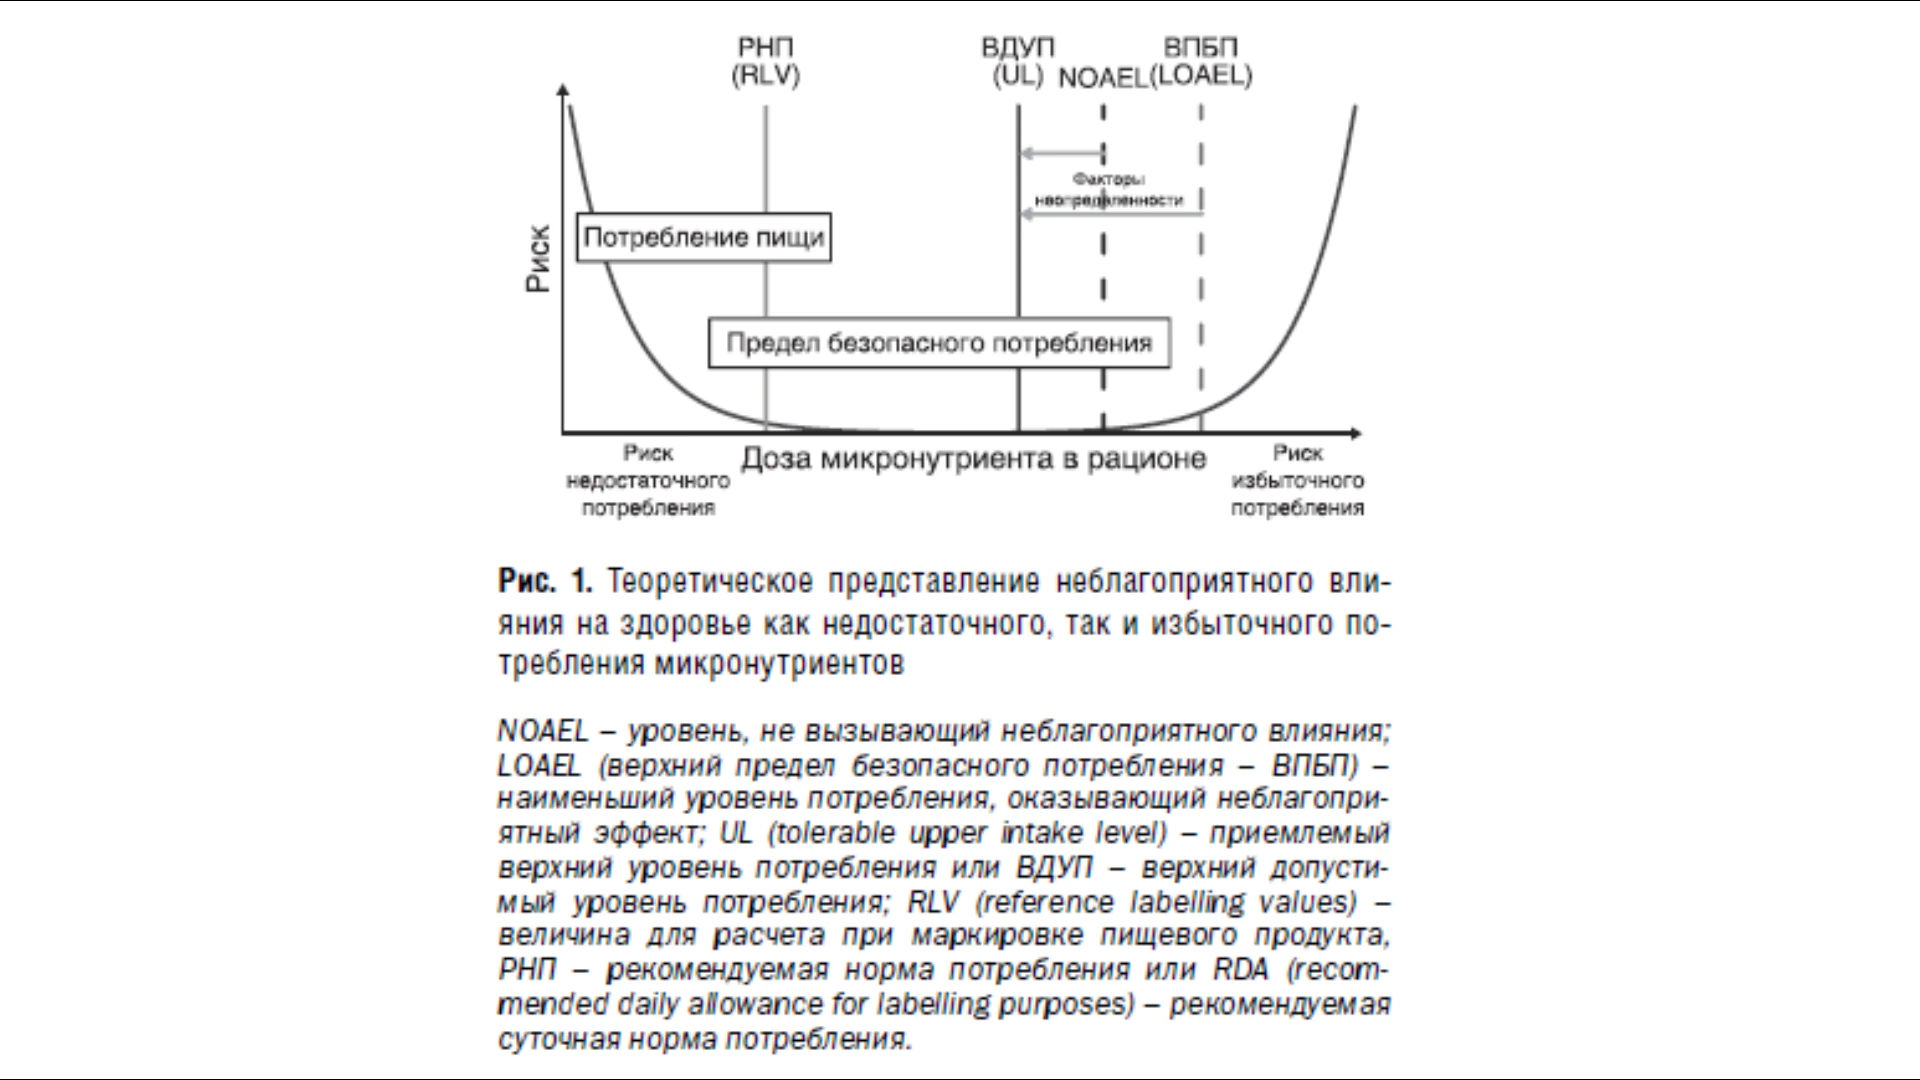 РНП
(RLV)
ВДУП
(UL)
NOAEL
ВПБП
(LOAEL)
Факторы
неопределенности
Потребление пищи
Риск
Предел безопасного потребления
Риск
недостаточного
потребления
Доза микронутриента в рационе
Риск
избыточного
потребления
Рис. 1. Теоретическое представление неблагоприятного вли-
яния на здоровье как недостаточного, так и избыточного по-
требления микронутриентов
NOAEL – уровень, не вызывающий неблагоприятного влияния;
LOAEL (верхний предел безопасного потребления – ВПБП) –
наименьший уровень потребления, оказывающий неблагопри-
ятный эффект; UL (tolerable upper intake level) – приемлемый
верхний уровень потребления или ВДУП – верхний допусти-
мый уровень потребления; RLV (reference labelling values) –
величина для расчета при маркировке пищевого продукта,
РНП – рекомендуемая норма потребления или RDA (recom-
mended daily allowance for labelling purposes) – рекомендуемая
суточная норма потребления.